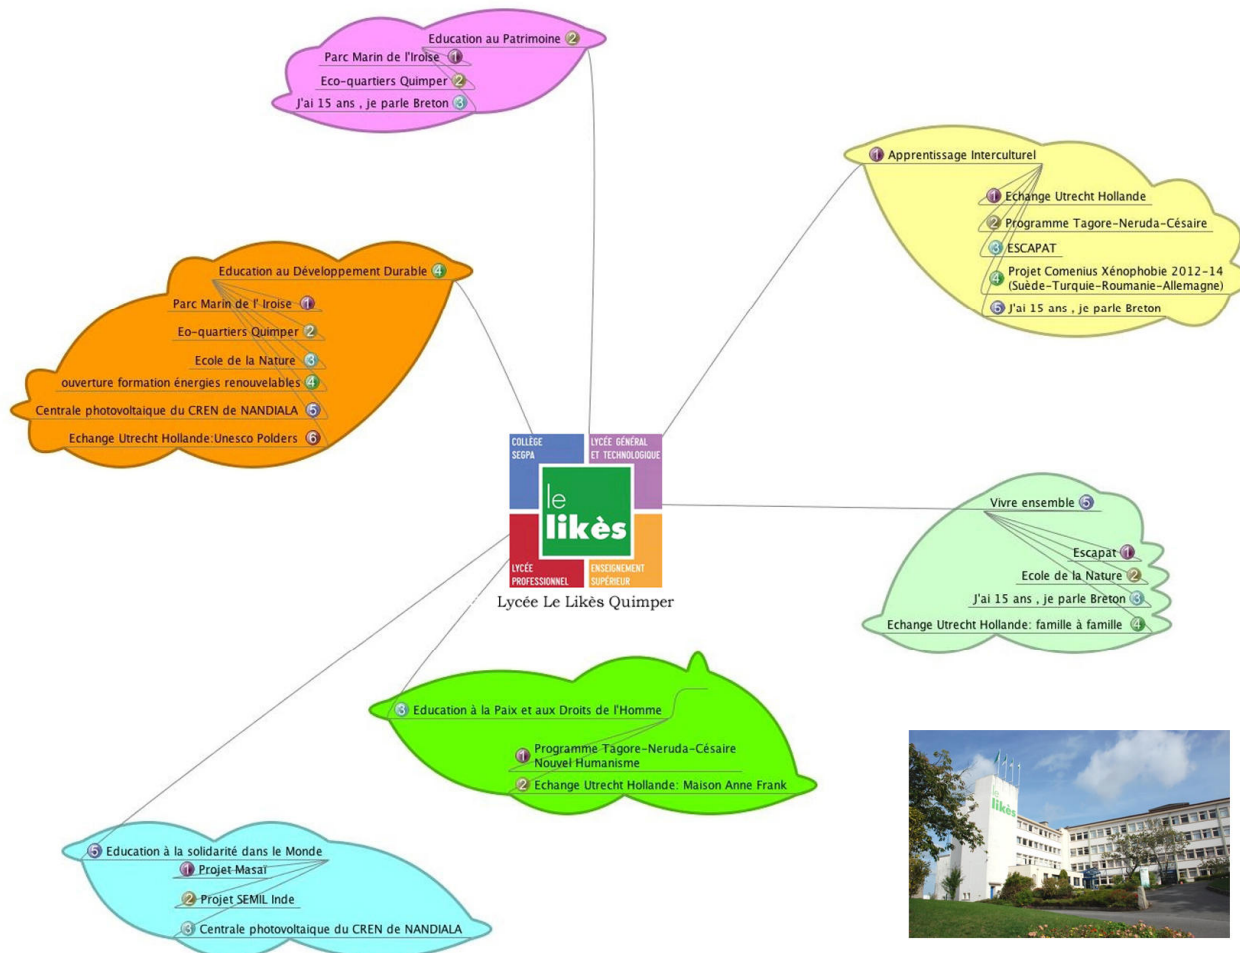 Education au Patrimoine 2
Parc Marin de l'Iroise 1
Eco-quartiers Quimper 2
J'ai 15 ans , je parle Breton 3
1 Apprentissage Interculturel
1 Echange Utrecht Hollande
2 Programme Tagore-Neruda-Césaire
3 ESCAPAT
4 Projet Comenius Xénophobie 2012-14
(Suède-Turquie-Roumanie-Allemagne)
5 J'ai 15 ans , je parle Breton
Education au Développement Durable 4
Parc Marin de l' Iroise 1
Eo-quartiers Quimper 2
Ecole de la Nature 3
ouverture formation énergies renouvelables 4
Centrale photovoltaique du CREN de NANDIALA 5
Echange Utrecht Hollande:Unesco Polders 6
COLLÈGE
SEGPA
LYCÉE GÉNÉRAL
ET TECHNOLOGIQUE
le
likès
LYCÉE
PROFESSIONNEL
ENSEIGNEMENT
SUPÉRIEUR
Lycée Le Likès Quimper
Vivre ensemble 5
Escapat 1
Ecole de la Nature 2
J'ai 15 ans , je parle Breton 3
Echange Utrecht Hollande: famille à famille 4
3 Education à la Paix et aux Droits de l'Homme
1 Programme Tagore-Neruda-Césaire
Nouvel Humanisme
2 Echange Utrecht Hollande: Maison Anne Frank
5 Education à la solidarité dans le Monde
1 Projet Masaï
2 Projet SEMIL Inde
3 Centrale photovoltaique du CREN de NANDIALA
le
likès